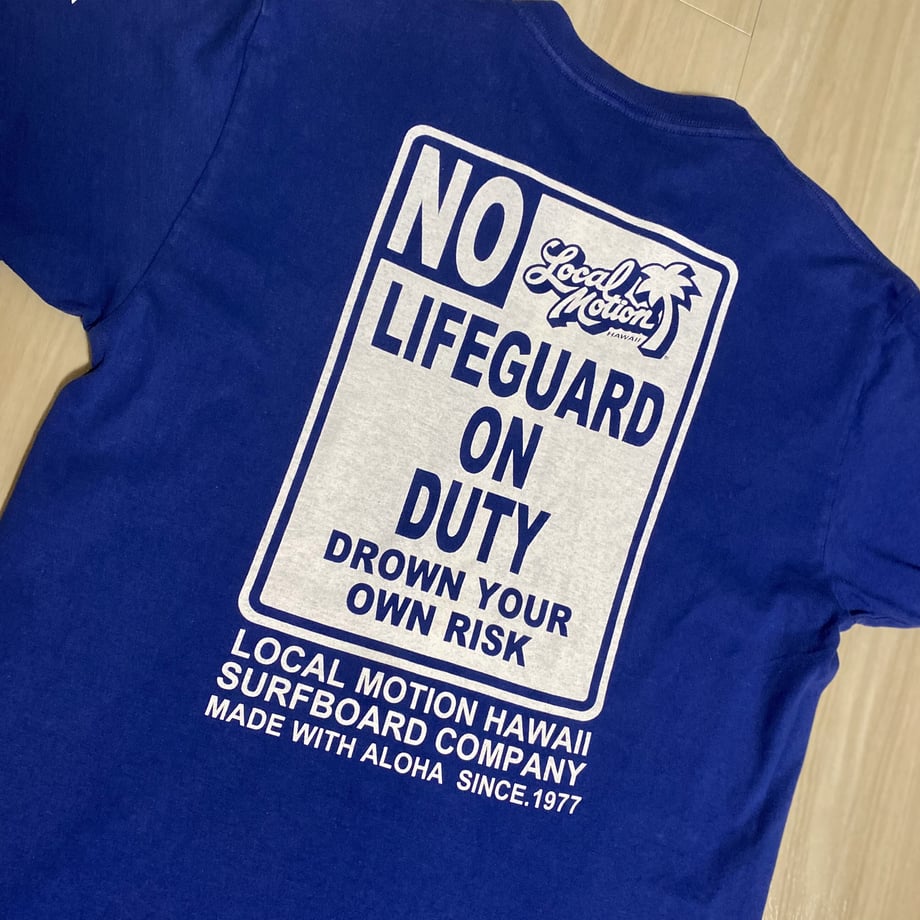 NO
Local
Motion
HAWAII
LIFEGUARD
ON
DUTY
DROWN YOUR
OWN RISK
LOCAL MOTION HAWAII
SURFBOARD COMPANY
MADE WITH ALOHA SINCE.1977